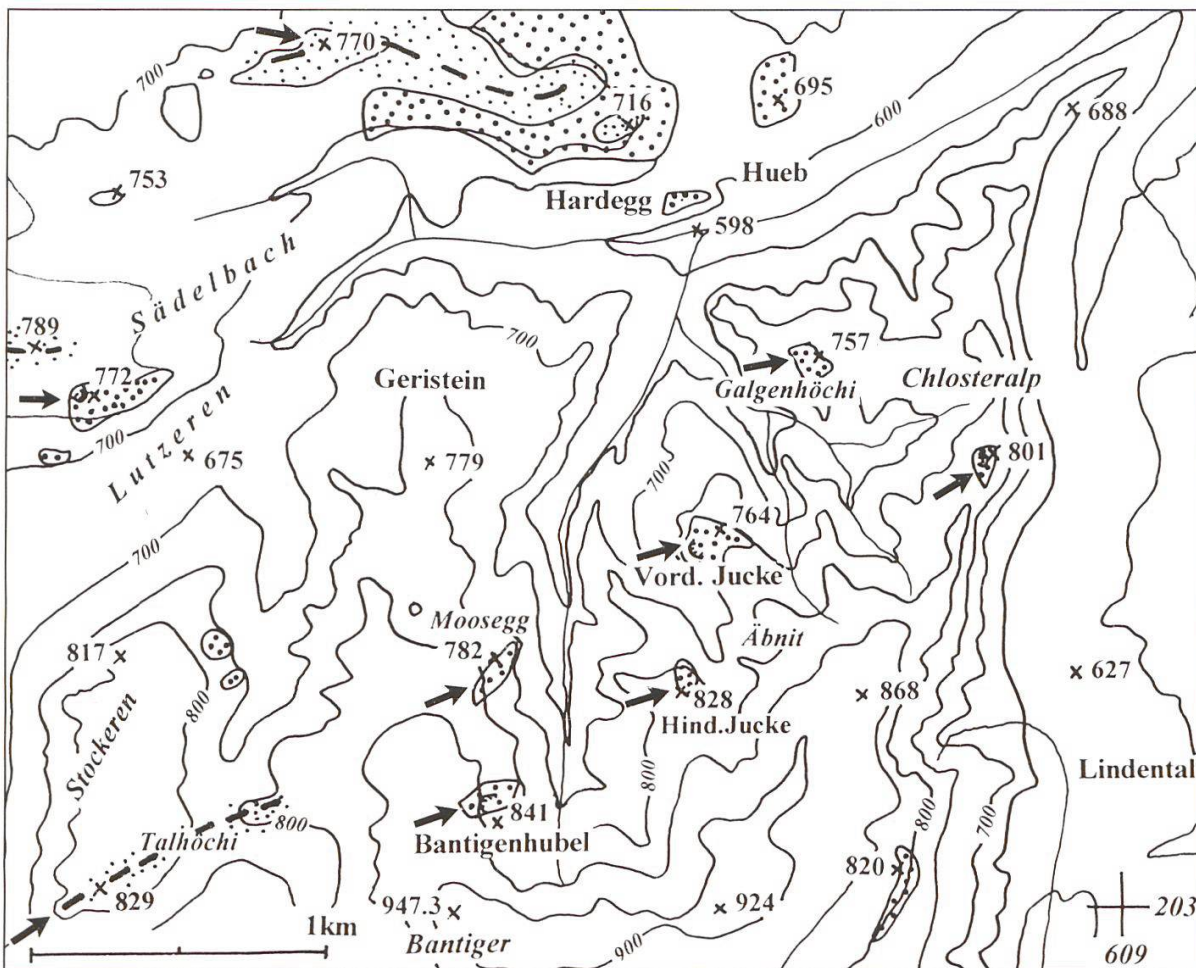 770
700
716
695
688
600
753
Hueb
Hardegg
598
Sädelbach
789
700
757
772
Geristein
Galgenhöchi
Chlosteralp
700
Lutzeren
675
779
801
700
764
700
Vord. Jucke
Moosegg
Äbnit
817
782
627
800
828
868
Stockeren
Hind.Jucke
Lindental
800
800
841
Talhöchi
800
Bantigenhubel
700
820
829
947.3
924
203
1km
Bantiger
900
609